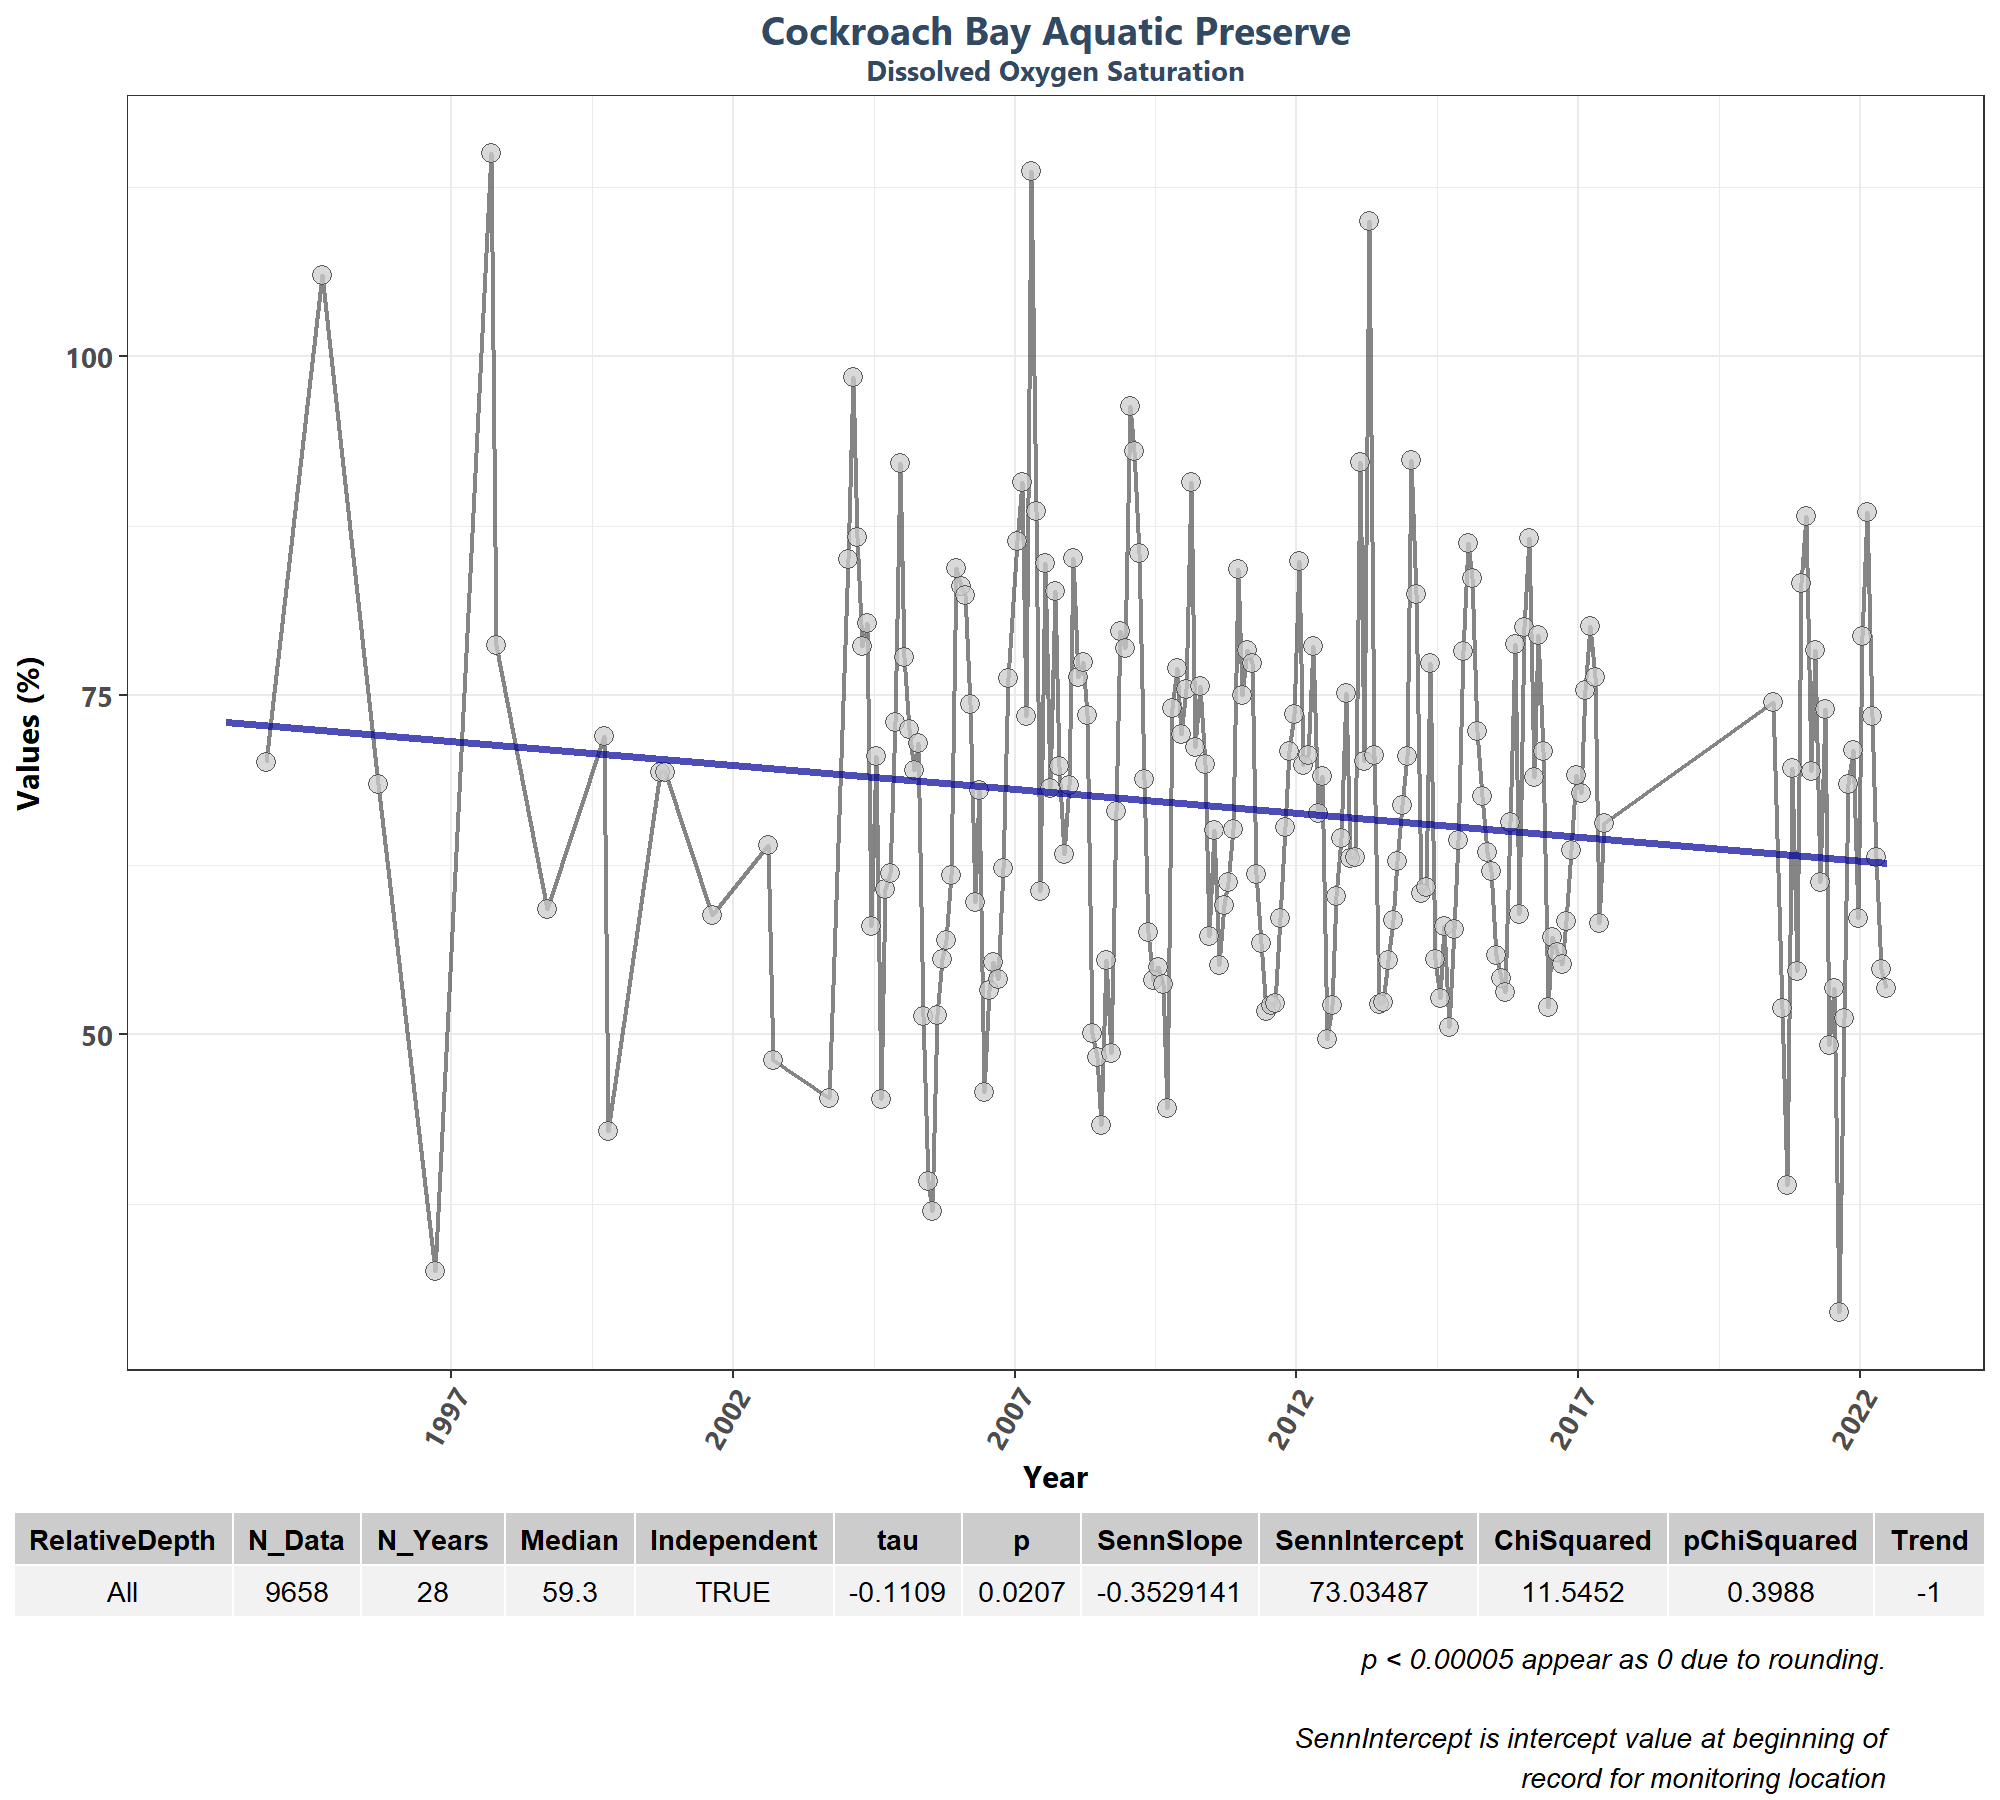 Cockroach Bay Aquatic Preserve
Dissolved Oxygen Saturation
Values (%)
100
75
50
1997 2002 2007 2012 2017 2022
Year
RelativeDepth N_Data N_Years Median Independent tau p SennSlope SennIntercept ChiSquared pChiSquared Trend
All 9658 28 59.3 TRUE -0.1109 0.0207 -0.3529141 73.03487 11.5452 0.3988 -1
p < 0.00005 appear as 0 due to rounding.
SennIntercept is intercept value at beginning of
record for monitoring location